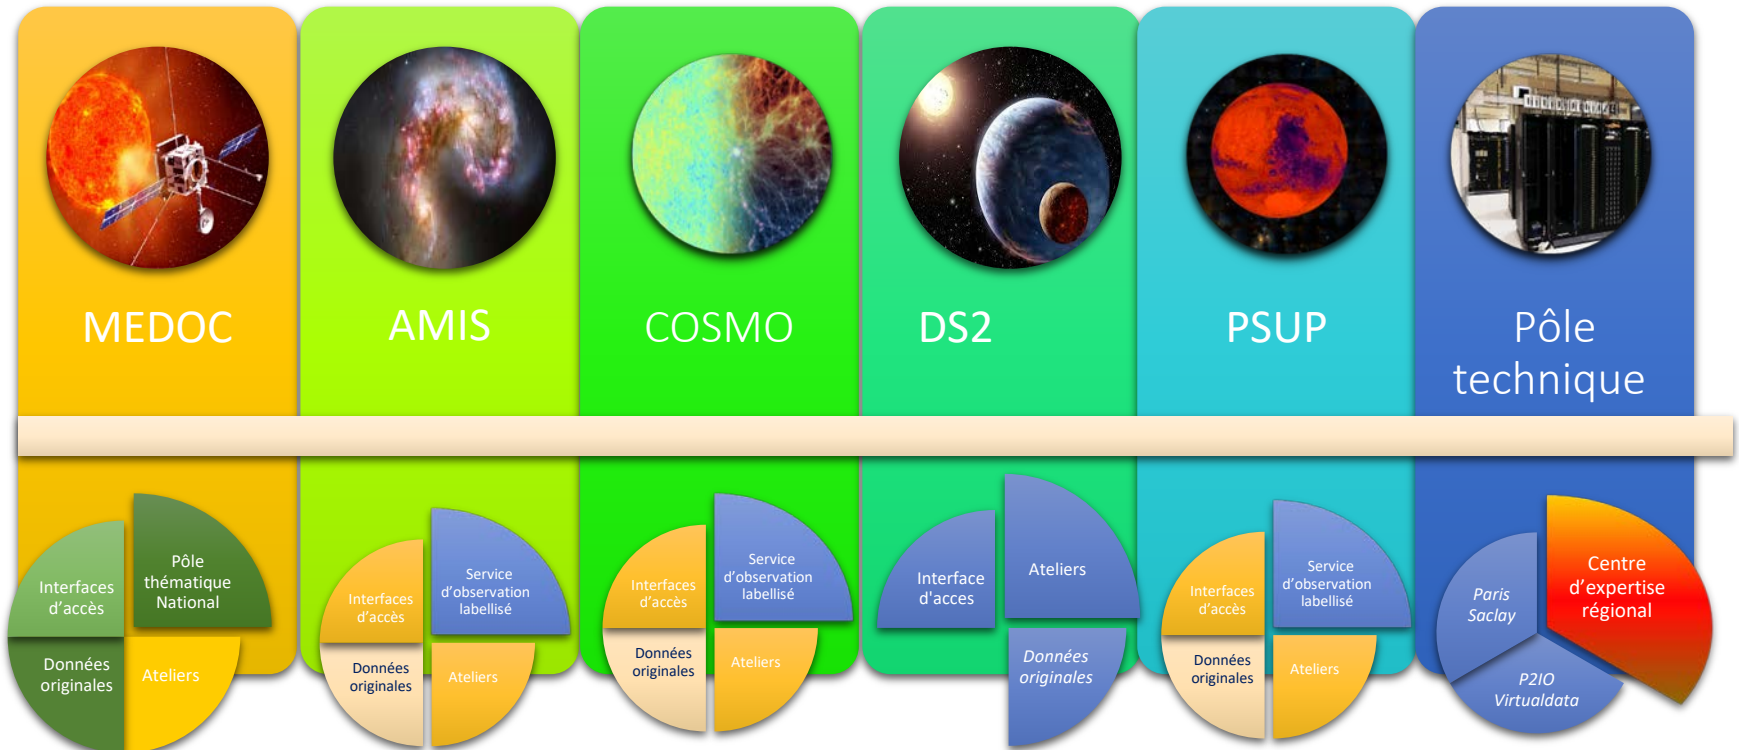 MEDOC
AMIS
COSMO
DS2
PSUP
Pôle
technique
Interfaces
d'accès
Pôle
thématique
National
Données
originales
Ateliers
Interfaces
d'accès
Service
d'observation
labellisé
Données
originales
Ateliers
Interfaces
d'accès
Service
d'observation
labellisé
Données
originales
Ateliers
Interface
d'acces
Ateliers
Données
originales
Interfaces
d'accès
Service
d'observation
labellisé
Données
originales
Ateliers
Paris
Saclay
Centre
d'expertise
régional
P2IO
Virtualdata